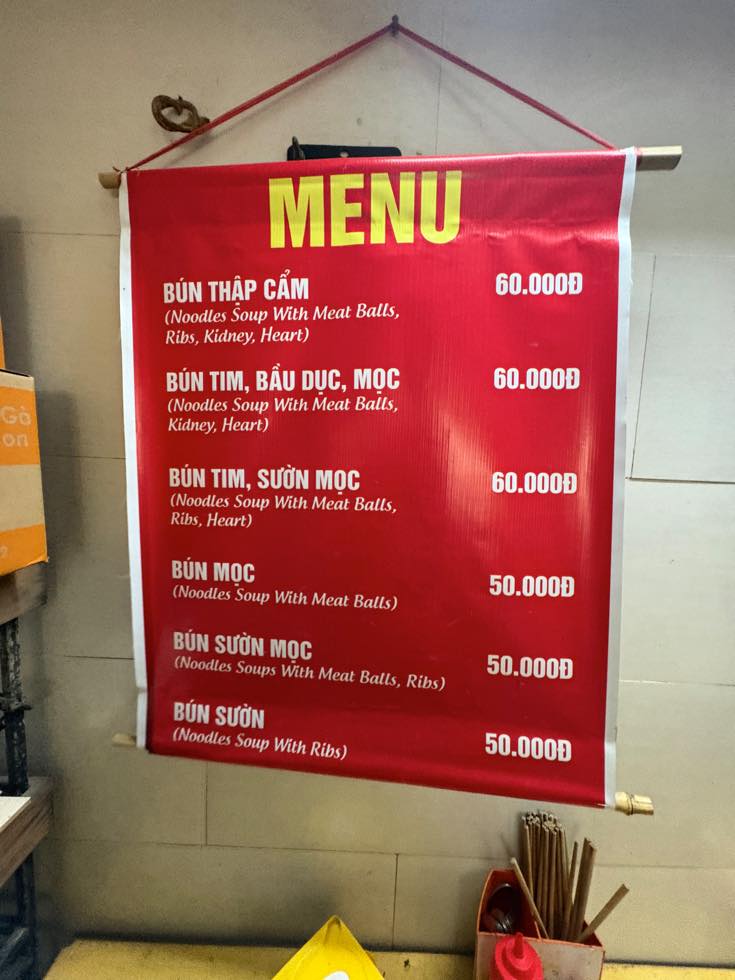 MENU
BÚN THẬP CẨM 60.000Đ
(Noodles Soup With Meat Balls,
Ribs, Kidney, Heart)
BÚN TIM, BẦU DỤC, MỌC 60.000Đ
(Noodles Soup With Meat Balls,
Kidney, Heart)
BÚN TIM, SƯỜN MỌC 60.000Đ
(Noodles Soup With Meat Balls,
Ribs, Heart)
BÚN MỌC 50.000Đ
(Noodles Soup With Meat Balls)
BÚN SƯỜN MỌC 50.000Đ
(Noodles Soups With Meat Balls, Ribs)
BÚN SƯỜN 50.000Đ
(Noodles Soup With Ribs)
Gò
on